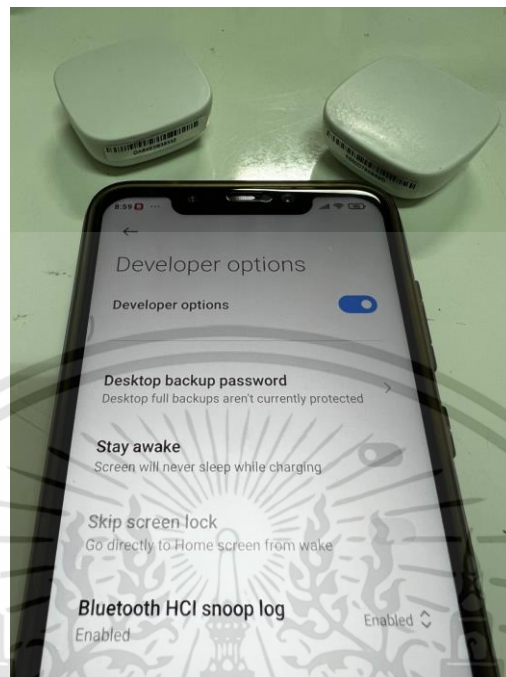 8:59
Developer options
Developer options
Desktop backup password
Desktop full backups aren't currently protected
Stay awake
Screen will never sleep while charging
Skip screen lock
Go directly to Home screen from wake
Bluetooth HCI snoop log
Enabled
Enabled